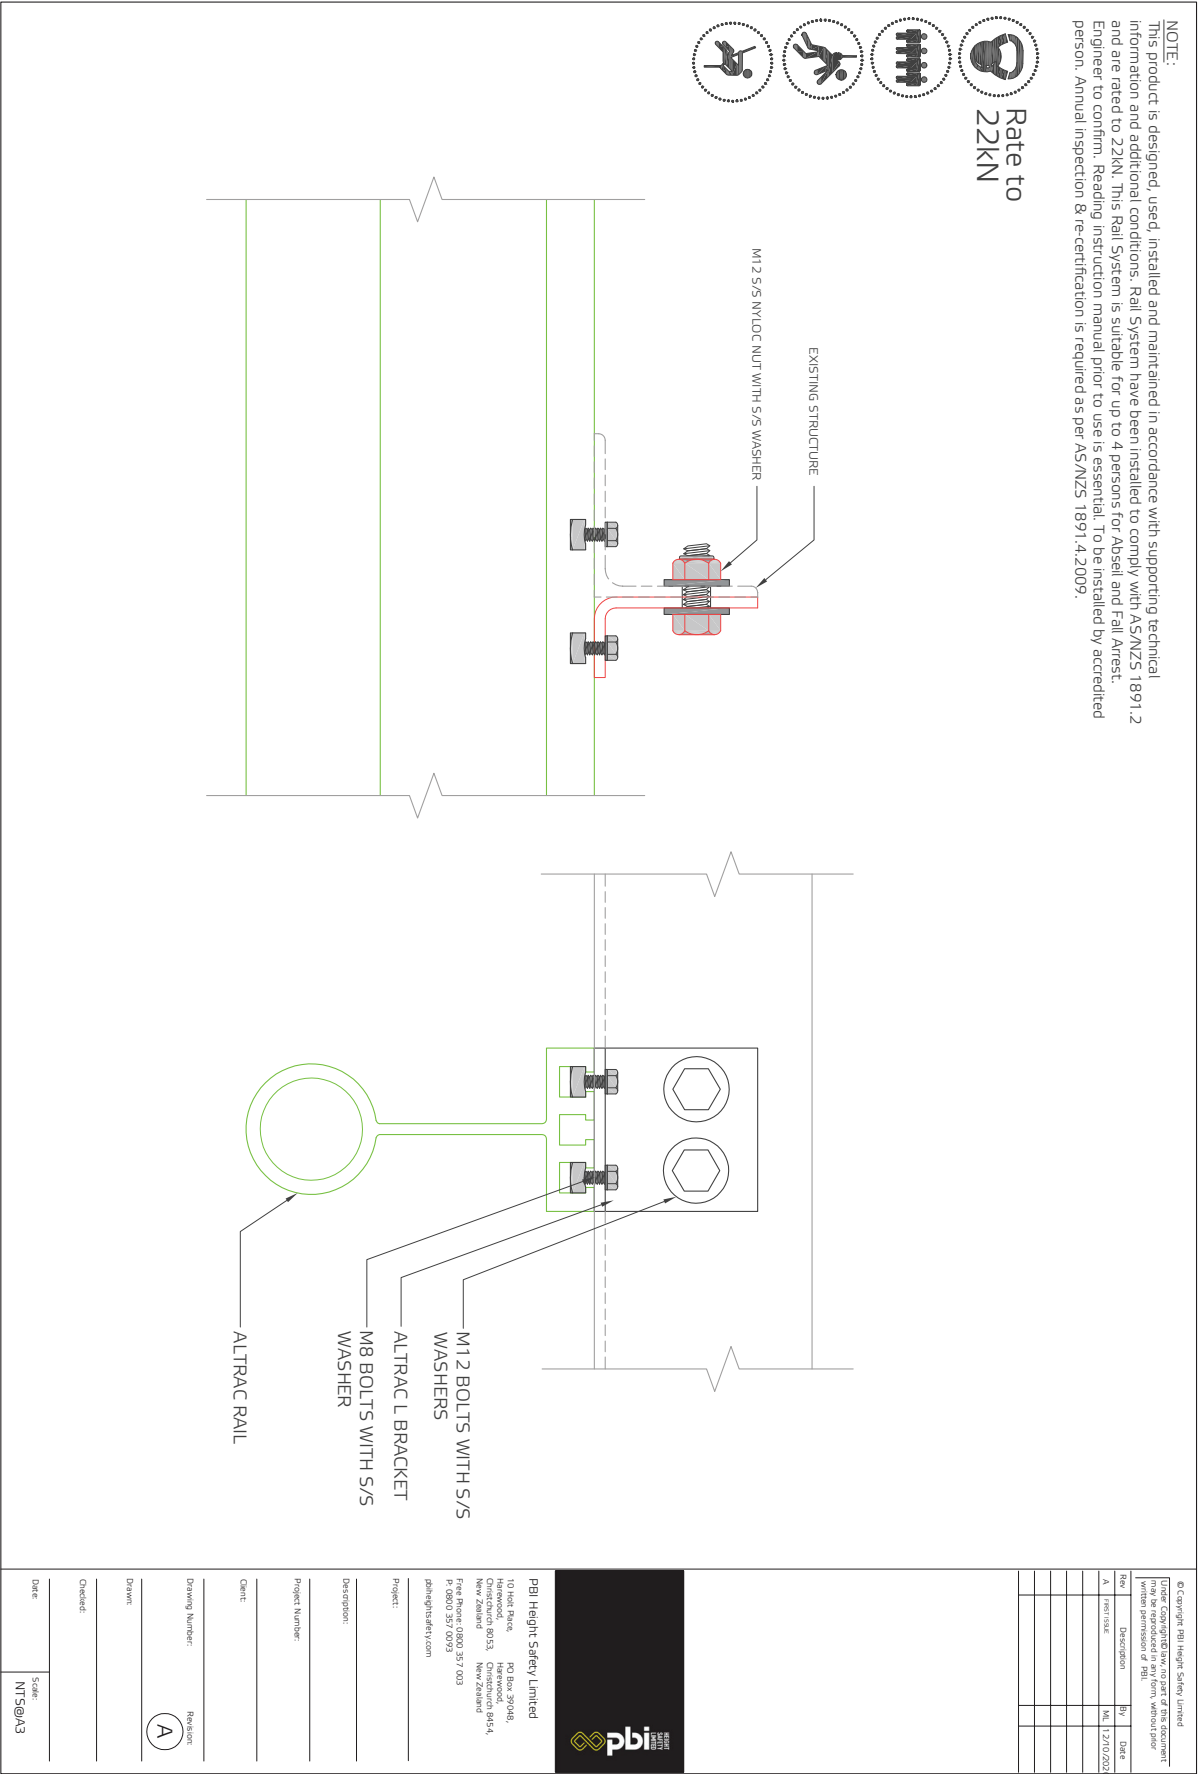 NOTE:
This product is designed, used, installed and maintained in accordance with supporting technical
information and additional conditions. Rail System have been installed to comply with AS/NZS 1891.2
and are rated to 22kN. This Rail System is suitable for up to 4 persons for Abseil and Fall Arrest.
Engineer to confirm. Reading instruction manual prior to use is essential. To be installed by accredited
person. Annual inspection & re-certification is required as per AS/NZS 1891.4.2009.
Rate to
22kN
EXISTING STRUCTURE
M12 S/S NYLOC NUT WITH S/S WASHER
M12 BOLTS WITH S/S
WASHERS
ALTRAC L BRACKET
M8 BOLTS WITH S/S
WASHER
ALTRAC RAIL
© Copyright PBI Height Safety Limited
Under Copyright law, no part of this document
may be reproduced in any form, without prior
written permission of PBI.
Rev Description By Date
A FIRST ISSUE ML
pbi HEIGHT
SAFETY
LIMITED
PBI Height Safety Limited
10 Holt Place, PO Box 39048,
Harewood, Harewood,
Christchurch 8053, Christchurch 8454,
New Zealand New Zealand
Free Phone: 0800 357 003
P: 0800 357 0093
pbiheightsafety.com
Project:
Description:
Project Number:
Client:
Drawing Number: Revision:
A
Drawn:
Checked:
Date: Scale:
NTS@A3